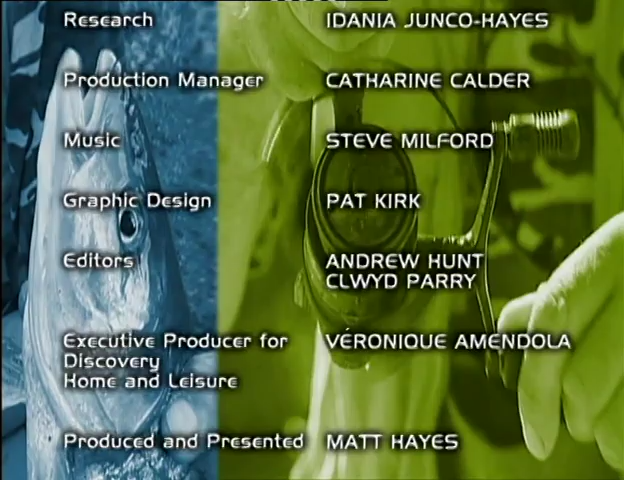 Research IDANIA JUNCO-HAYES
Production Manager CATHARINE CALDER
Music STEVE MILFORD
Graphic Design PAT KIRK
Editors ANDREW HUNT
CLWYD PARRY
Executive Producer for VÉRONIQUE AMENDOLA
Discovery
Home and Leisure
Produced and Presented MATT HAYES